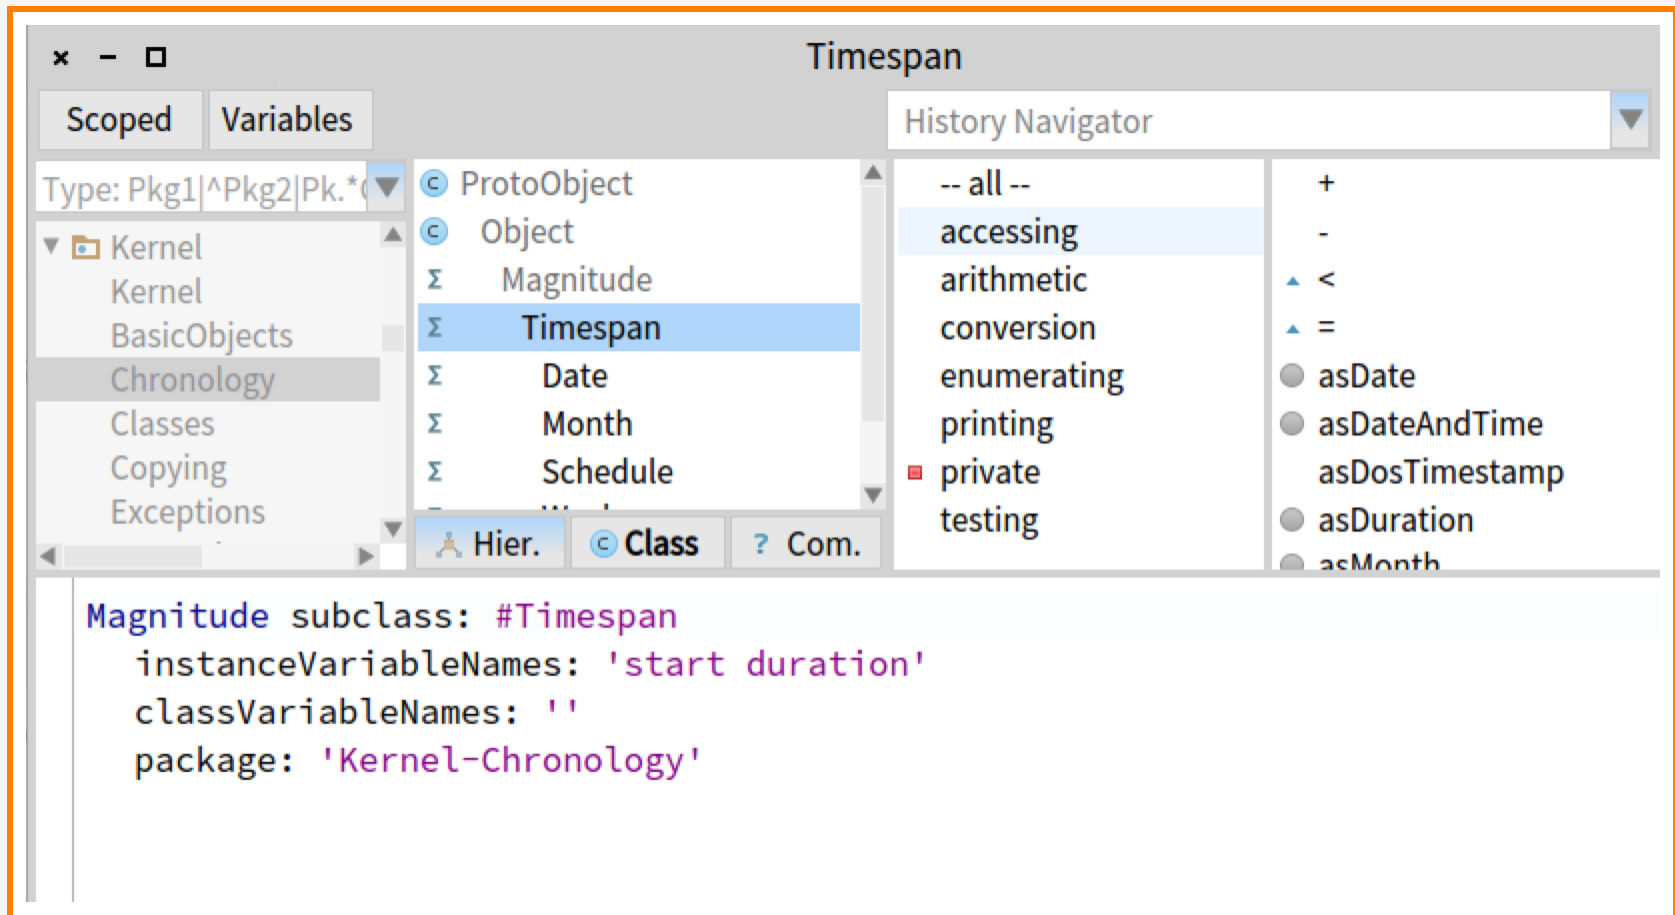 Timespan
Scoped
Variables
History Navigator
Type: Pkg1|^Pkg2|Pk.*
Kernel
Kernel
BasicObjects
Chronology
Classes
Copying
Exceptions
ProtoObject
Object
Magnitude
Timespan
Date
Month
Schedule
Hier.
Class
? Com.
-- all --
accessing
arithmetic
conversion
enumerating
printing
private
testing
+
-
<
=
asDate
asDateAndTime
asDosTimestamp
asDuration
asMonth
Magnitude subclass: #Timespan
instanceVariableNames: 'start duration'
classVariableNames: ''
package: 'Kernel-Chronology'